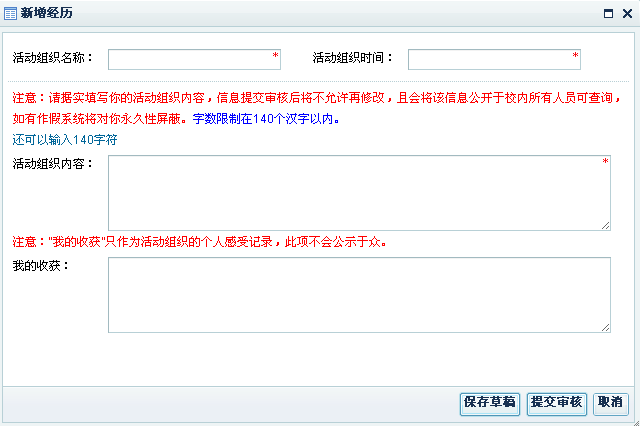 新增经历
活动组织名称： * 活动组织时间： *
注意：请据实填写你的活动组织内容，信息提交审核后将不允许再修改，且会将该信息公开于校内所有人员可查询，
如有作假系统将对你永久性屏蔽。字数限制在140个汉字以内。
还可以输入140字符
活动组织内容： *
注意："我的收获"只作为活动组织的个人感受记录，此项不会公示于众。
我的收获：
保存草稿 提交审核 取消